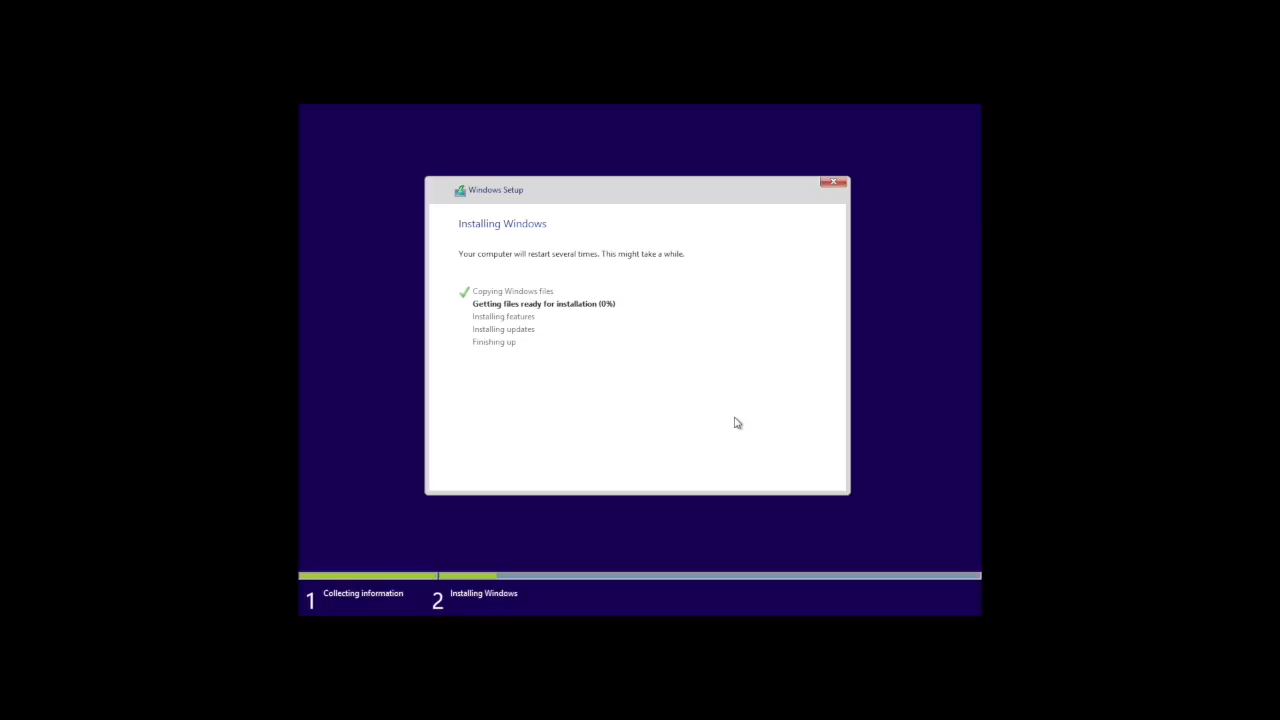 Windows Setup
Installing Windows
Your computer will restart several times. This might take a while.
Copying Windows files
Getting files ready for installation (0%)
Installing features
Installing updates
Finishing up
1 Collecting information
2 Installing Windows